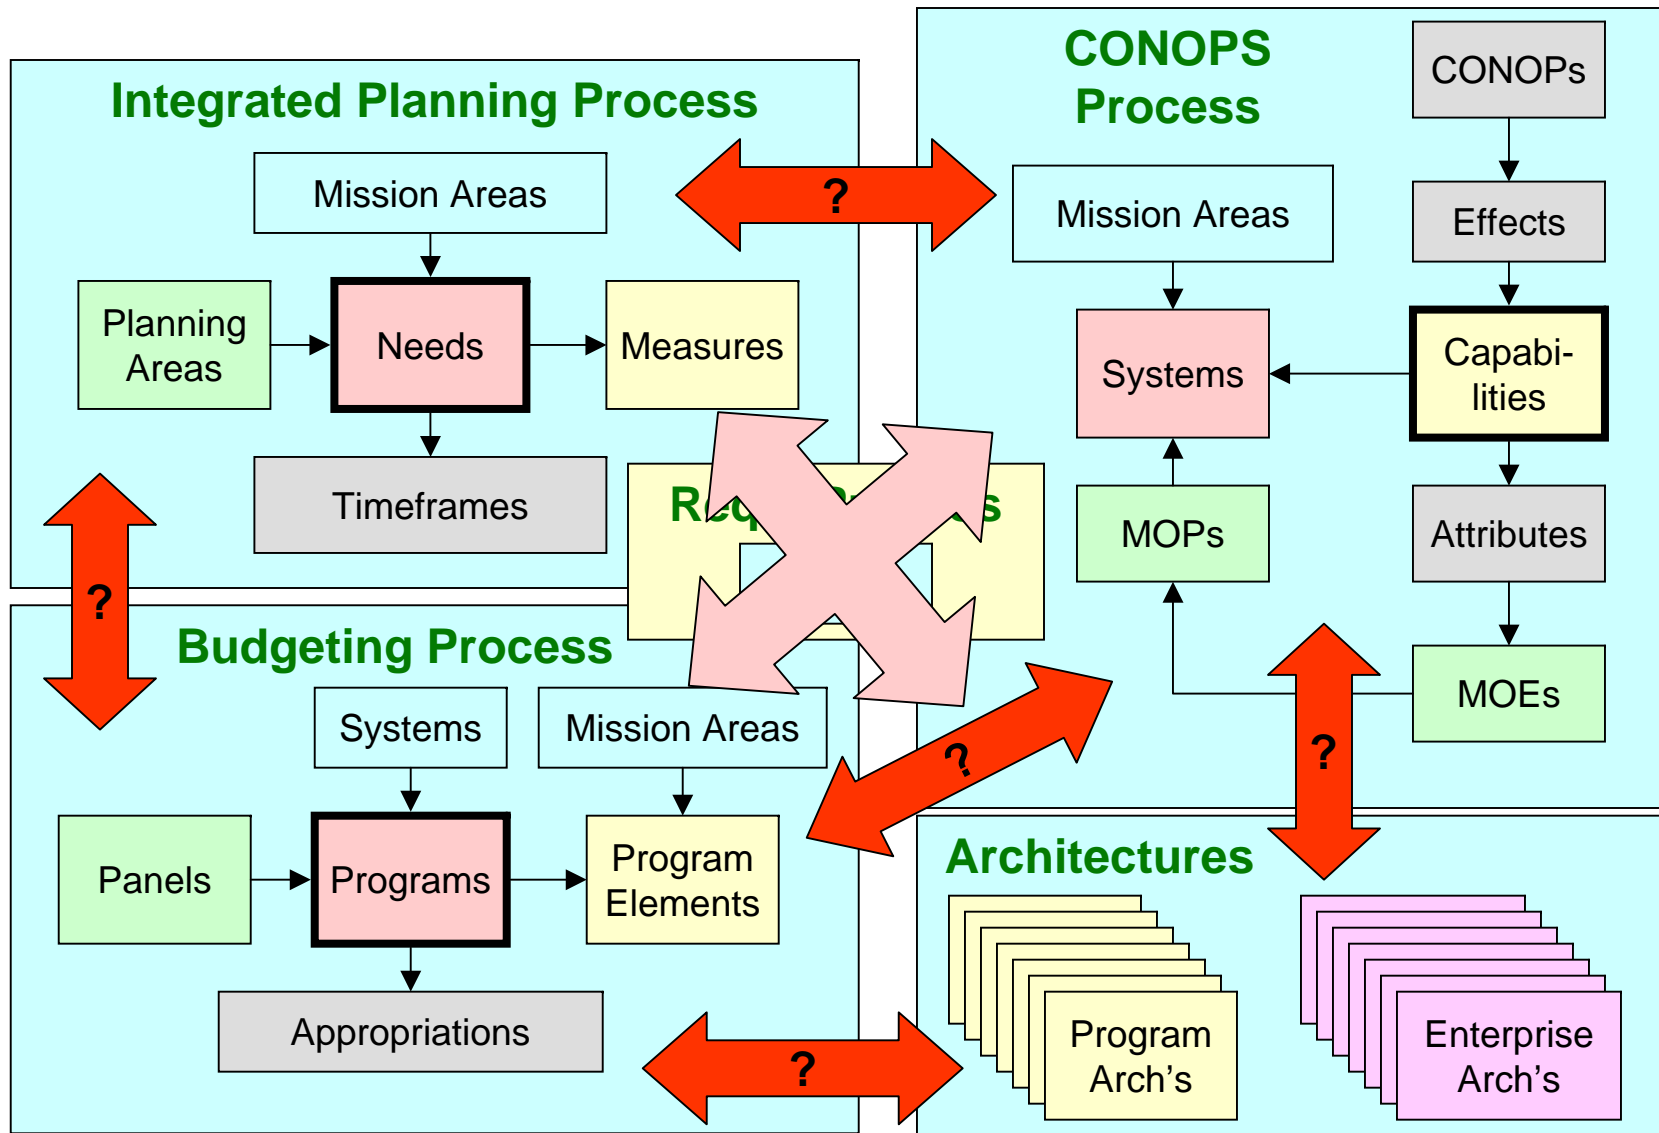 Integrated Planning Process
Mission Areas
Planning
Areas
Needs
Measures
Timeframes
?
CONOPS
Process
CONOPs
Mission Areas
Effects
Systems
Capabi-
lities
MOPs
Attributes
MOEs
?
Budgeting Process
Systems
Mission Areas
Panels
Programs
Program
Elements
Appropriations
?
?
Architectures
Program
Arch's
Enterprise
Arch's
?